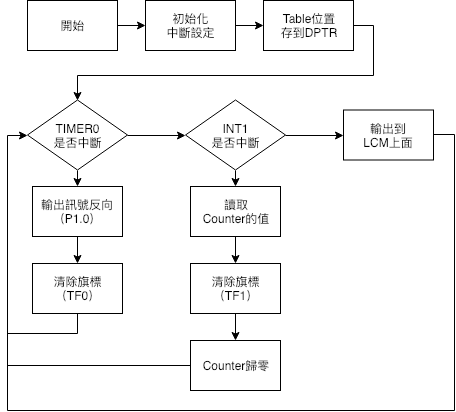 開始
初始化
中斷設定
Table位置
存到DPTR
TIMER0
是否中斷
INT1
是否中斷
輸出到
LCM上面
輸出訊號反向
（P1.0）
讀取
Counter的值
清除旗標
（TF0）
清除旗標
（TF1）
Counter歸零